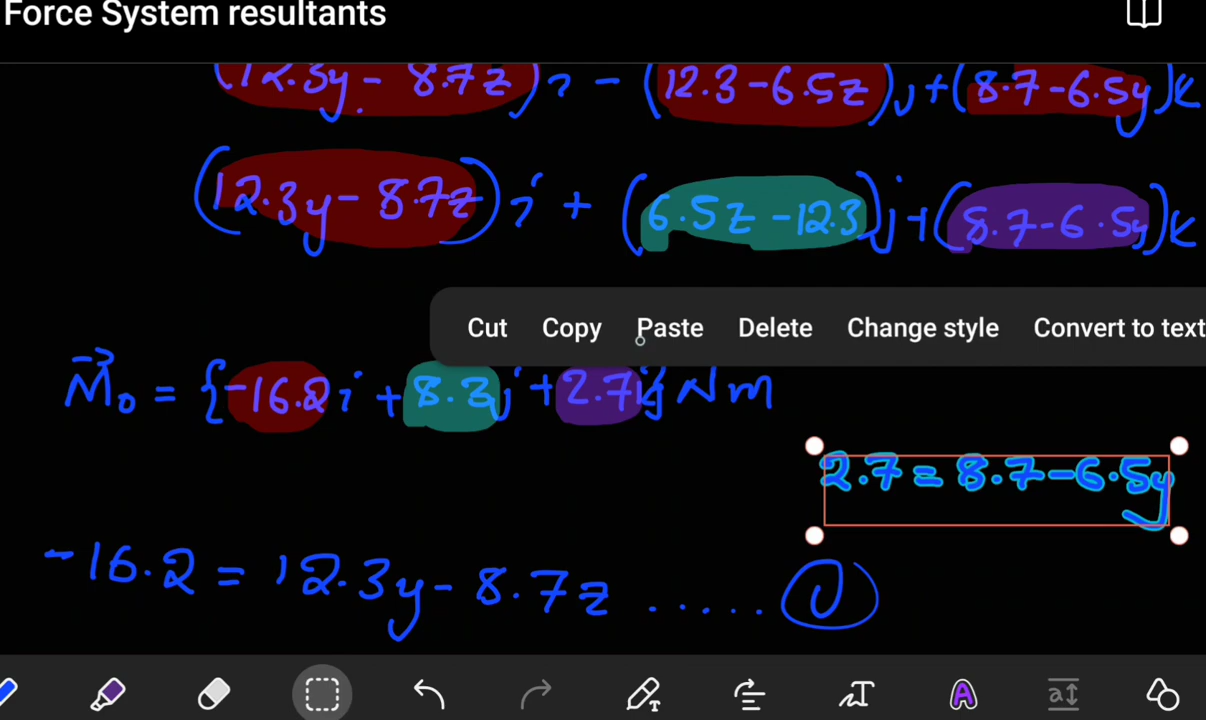 Force System resultants
(12.3y - 8.7z)i - (12.3-6.5z)j+(8.7-6.5y)k
(12.3y- 8.7z)i + (6.5z -12.3)j+(8.7-6.5y)k
Cut Copy Paste Delete Change style Convert to text
M⃗o = {-16.2i +8.3j +2.7k} Nm
2.7 = 8.7-6.5y
-16.2 = 12.3y- 8.7z ...... ①